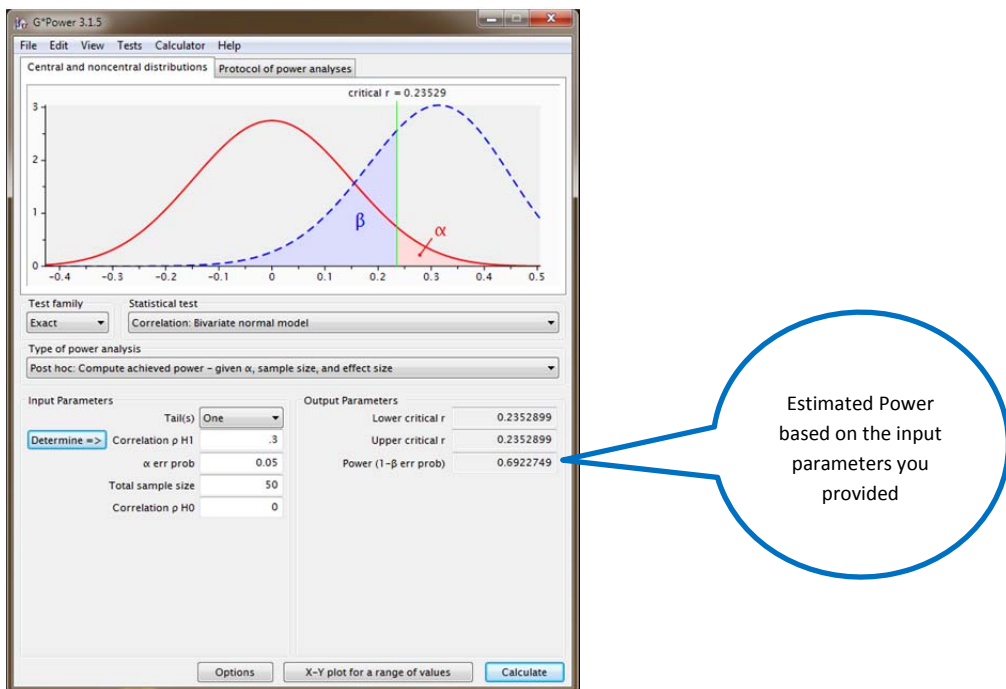 G*Power 3.1.5
File Edit View Tests Calculator Help
Central and noncentral distributions Protocol of power analyses
critical r = 0.23529
3
2
1
0
β
α
-0.4 -0.3 -0.2 -0.1 0 0.1 0.2 0.3 0.4 0.5
Test family Statistical test
Exact Correlation: Bivariate normal model
Type of power analysis
Post hoc: Compute achieved power – given α, sample size, and effect size
Input Parameters Output Parameters
Tail(s) One Lower critical r 0.2352899
Determine => Correlation ρ H1 .3 Upper critical r 0.2352899
α err prob 0.05 Power (1-β err prob) 0.6922749
Total sample size 50
Correlation ρ H0 0
Options X-Y plot for a range of values Calculate
Estimated Power
based on the input
parameters you
provided